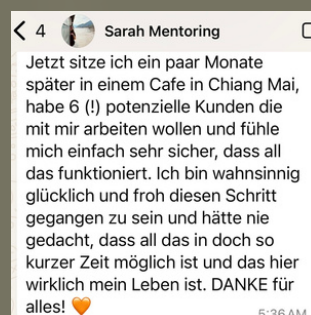 4 Sarah Mentoring
Jetzt sitze ich ein paar Monate
später in einem Cafe in Chiang Mai,
habe 6 (!) potenzielle Kunden die
mit mir arbeiten wollen und fühle
mich einfach sehr sicher, dass all
das funktioniert. Ich bin wahnsinnig
glücklich und froh diesen Schritt
gegangen zu sein und hätte nie
gedacht, dass all das in doch so
kurzer Zeit möglich ist und das hier
wirklich mein Leben ist. DANKE für
alles! 🧡
5:36 AM